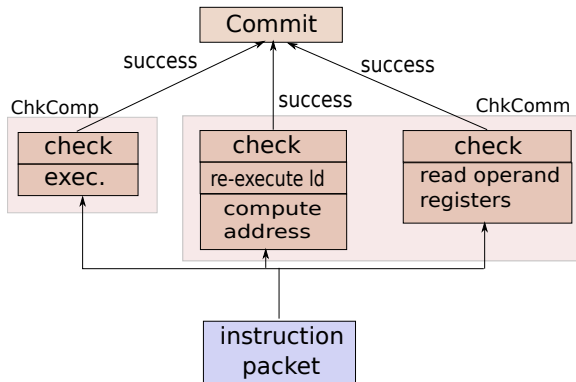 Commit
success
success
success
ChkComp
ChkComm
check
exec.
check
re-execute ld
compute
address
check
read operand
registers
instruction
packet